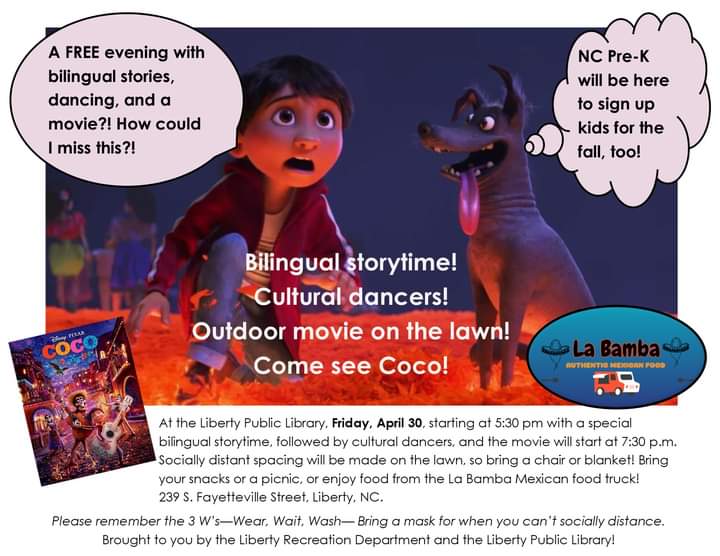 A FREE evening with
bilingual stories,
dancing, and a
movie?! How could
I miss this?!
NC Pre-K
will be here
to sign up
kids for the
fall, too!
Bilingual storytime!
Cultural dancers!
Outdoor movie on the lawn!
Come see Coco!
Disney PIXAR
COCO
La Bamba
AUTHENTIC MEXICAN FOOD
At the Liberty Public Library, Friday, April 30, starting at 5:30 pm with a special
bilingual storytime, followed by cultural dancers, and the movie will start at 7:30 p.m.
Socially distant spacing will be made on the lawn, so bring a chair or blanket! Bring
your snacks or a picnic, or enjoy food from the La Bamba Mexican food truck!
239 S. Fayetteville Street, Liberty, NC.
Please remember the 3 W's—Wear, Wait, Wash— Bring a mask for when you can't socially distance.
Brought to you by the Liberty Recreation Department and the Liberty Public Library!